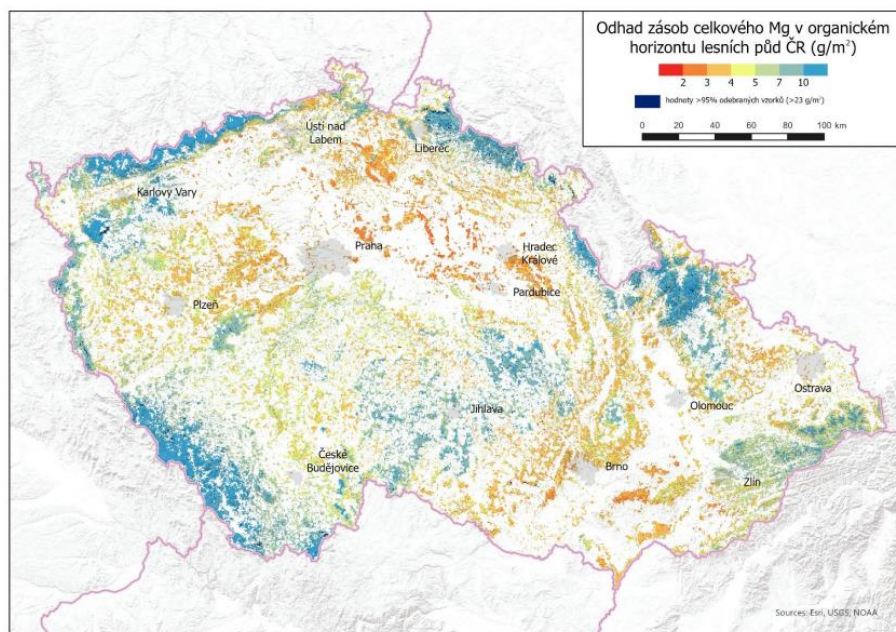 Odhad zásob celkového Mg v organickém
horizontu lesních půd ČR (g/m²)
2 3 4 5 7 10
hodnoty >95% odebraných vzorků (>23 g/m²)
0 20 40 60 80 100 km
Ústí nad
Labem
Liberec
Karlovy Vary
Praha
Hradec
Králové
Pardubice
Plzeň
Ostrava
Olomouc
Jihlava
České
Budějovice
Brno
Zlín
Sources: Esri, USGS, NOAA